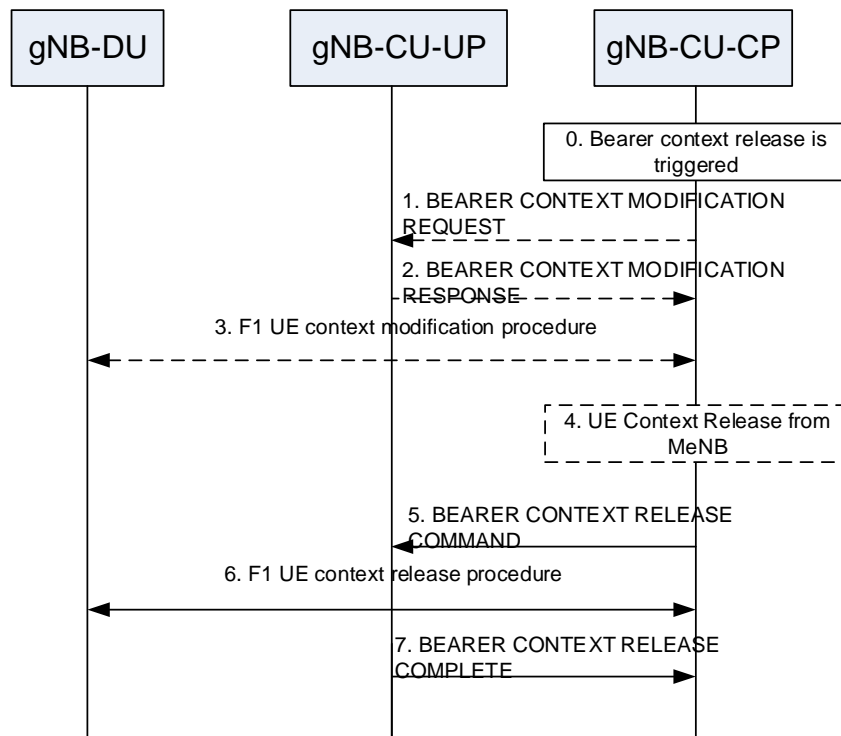 gNB-DU
gNB-CU-UP
gNB-CU-CP
0. Bearer context release is
triggered
1. BEARER CONTEXT MODIFICATION
REQUEST
2. BEARER CONTEXT MODIFICATION
RESPONSE
3. F1 UE context modification procedure
4. UE Context Release from
MeNB
5. BEARER CONTEXT RELEASE
COMMAND
6. F1 UE context release procedure
7. BEARER CONTEXT RELEASE
COMPLETE